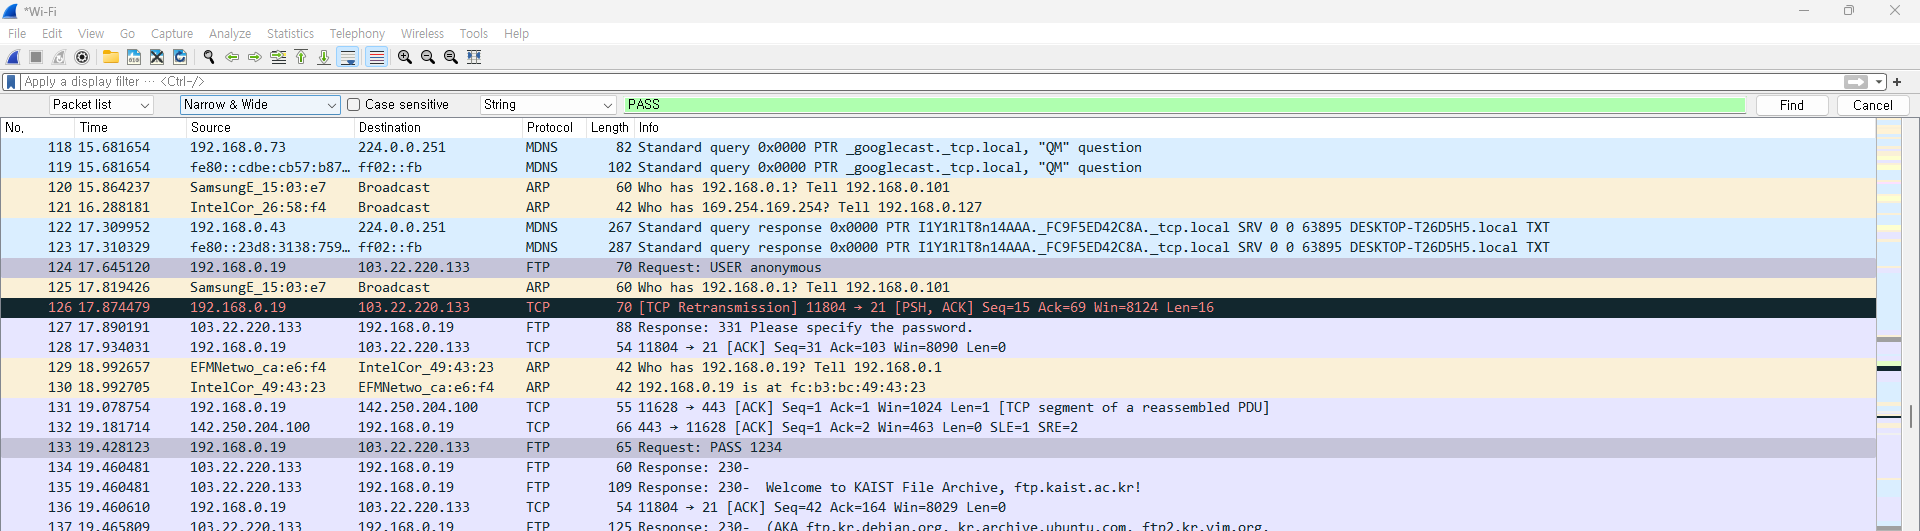 *Wi-Fi
File Edit View Go Capture Analyze Statistics Telephony Wireless Tools Help
Apply a display filter ... <Ctrl-/>
Packet list Narrow & Wide Case sensitive String PASS Find Cancel
No. Time Source Destination Protocol Length Info
118 15.681654 192.168.0.73 224.0.0.251 MDNS 82 Standard query 0x0000 PTR _googlecast._tcp.local, "QM" question
119 15.681654 fe80::cdbe:cb57:b87... ff02::fb MDNS 102 Standard query 0x0000 PTR _googlecast._tcp.local, "QM" question
120 15.864237 SamsungE_15:03:e7 Broadcast ARP 60 Who has 192.168.0.1? Tell 192.168.0.101
121 16.288181 IntelCor_26:58:f4 Broadcast ARP 42 Who has 169.254.169.254? Tell 192.168.0.127
122 17.309952 192.168.0.43 224.0.0.251 MDNS 267 Standard query response 0x0000 PTR I1Y1RlT8n14AAA._FC9F5ED42C8A._tcp.local SRV 0 0 63895 DESKTOP-T26D5H5.local TXT
123 17.310329 fe80::23d8:3138:759... ff02::fb MDNS 287 Standard query response 0x0000 PTR I1Y1RlT8n14AAA._FC9F5ED42C8A._tcp.local SRV 0 0 63895 DESKTOP-T26D5H5.local TXT
124 17.645120 192.168.0.19 103.22.220.133 FTP 70 Request: USER anonymous
125 17.819426 SamsungE_15:03:e7 Broadcast ARP 60 Who has 192.168.0.1? Tell 192.168.0.101
126 17.874479 192.168.0.19 103.22.220.133 TCP 70 [TCP Retransmission] 11804 → 21 [PSH, ACK] Seq=15 Ack=69 Win=8124 Len=16
127 17.890191 103.22.220.133 192.168.0.19 FTP 88 Response: 331 Please specify the password.
128 17.934031 192.168.0.19 103.22.220.133 TCP 54 11804 → 21 [ACK] Seq=31 Ack=103 Win=8090 Len=0
129 18.992657 EFMNetwo_ca:e6:f4 IntelCor_49:43:23 ARP 42 Who has 192.168.0.19? Tell 192.168.0.1
130 18.992705 IntelCor_49:43:23 EFMNetwo_ca:e6:f4 ARP 42 192.168.0.19 is at fc:b3:bc:49:43:23
131 19.078754 192.168.0.19 142.250.204.100 TCP 55 11628 → 443 [ACK] Seq=1 Ack=1 Win=1024 Len=1 [TCP segment of a reassembled PDU]
132 19.181714 142.250.204.100 192.168.0.19 TCP 66 443 → 11628 [ACK] Seq=1 Ack=2 Win=463 Len=0 SLE=1 SRE=2
133 19.428123 192.168.0.19 103.22.220.133 FTP 65 Request: PASS 1234
134 19.460481 103.22.220.133 192.168.0.19 FTP 60 Response: 230-
135 19.460481 103.22.220.133 192.168.0.19 FTP 109 Response: 230- Welcome to KAIST File Archive, ftp.kaist.ac.kr!
136 19.460610 192.168.0.19 103.22.220.133 TCP 54 11804 → 21 [ACK] Seq=42 Ack=164 Win=8029 Len=0
137 19.465809 103.22.220.133 192.168.0.19 FTP 125 Response: 230- (AKA ftp.kr.debian.org, kr.archive.ubuntu.com, ftp2.kr.vim.org,